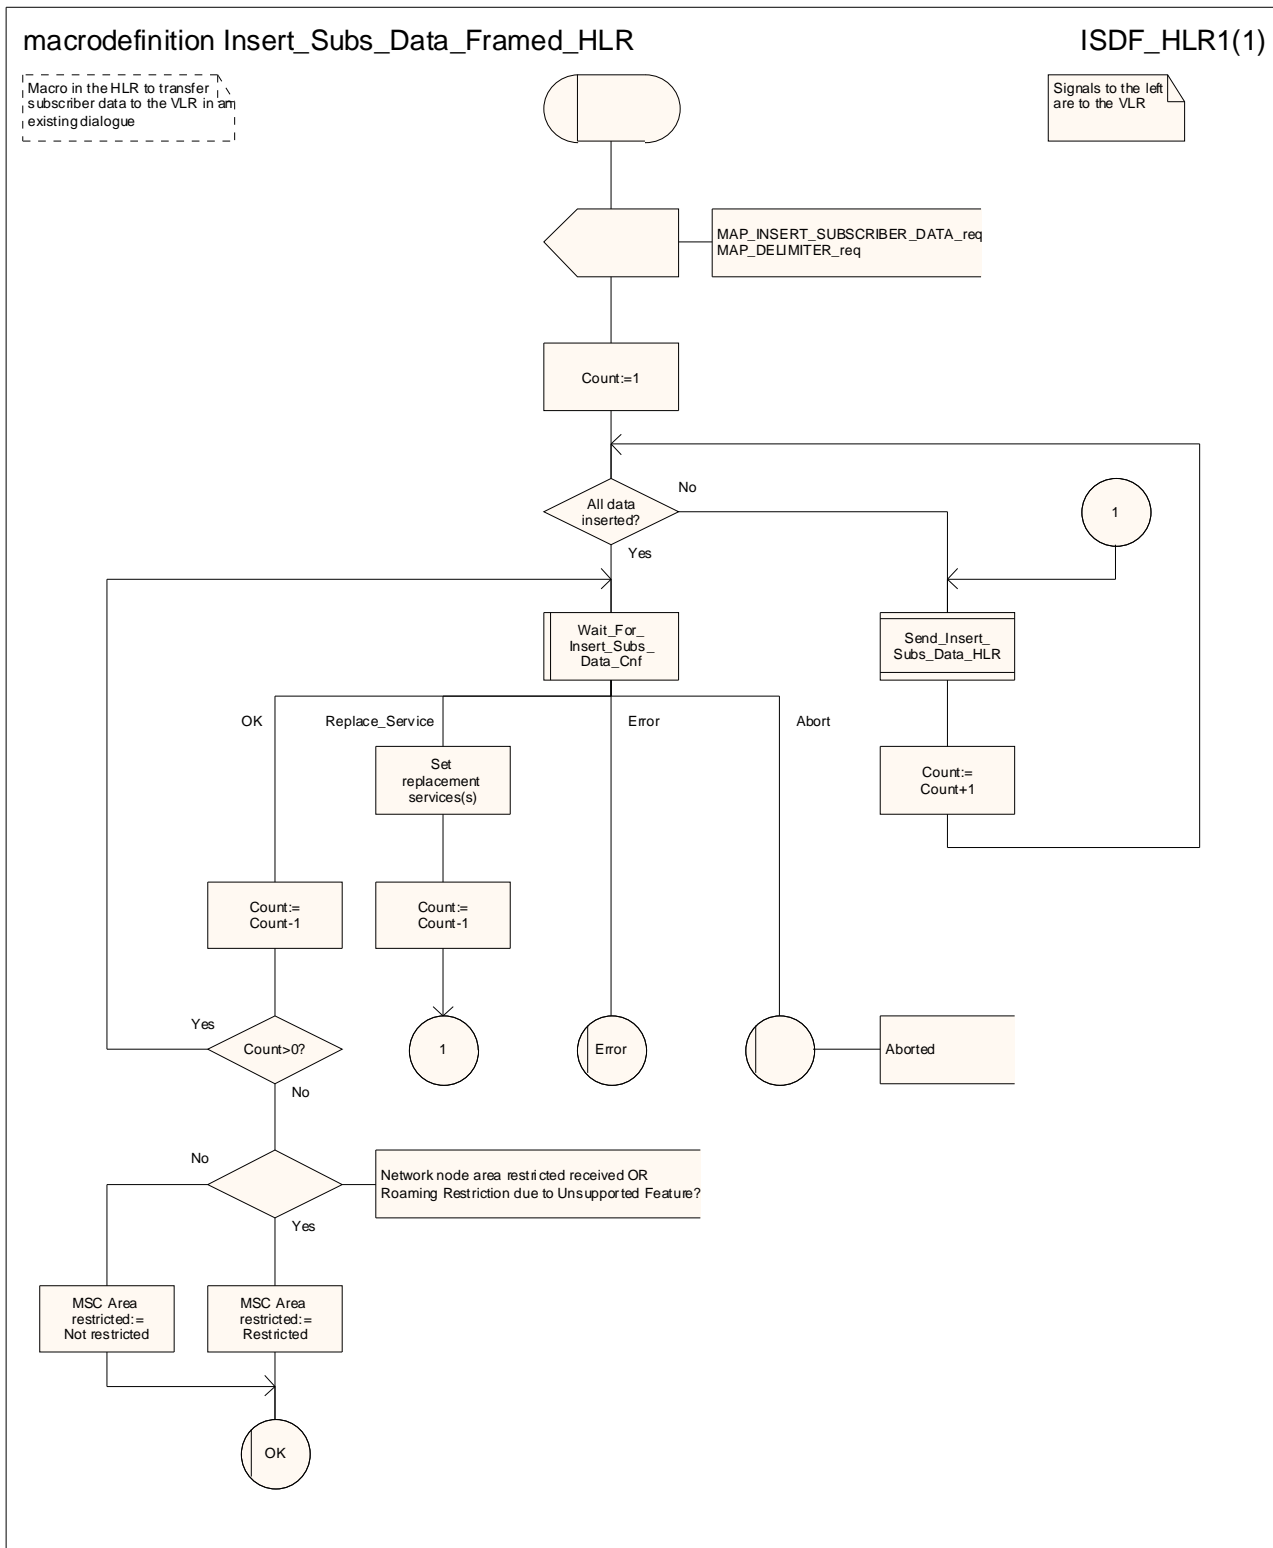 macrodefinition Insert_Subs_Data_Framed_HLR
ISDF_HLR1(1)
Macro in the HLR to transfer
subscriber data to the VLR in an
existing dialogue
Signals to the left
are to the VLR
MAP_INSERT_SUBSCRIBER_DATA_req
MAP_DELIMITER_req
Count:=1
All data
inserted?
No
Yes
1
Wait_For_
Insert_Subs_
Data_Cnf
Send_Insert_
Subs_Data_HLR
OK
Replace_Service
Error
Abort
Set
replacement
services(s)
Count:=
Count+1
Count:=
Count-1
Count:=
Count-1
Yes
Count>0?
No
1
Error
Aborted
No
Network node area restricted received OR
Roaming Restriction due to Unsupported Feature?
Yes
MSC Area
restricted:=
Not restricted
MSC Area
restricted:=
Restricted
OK